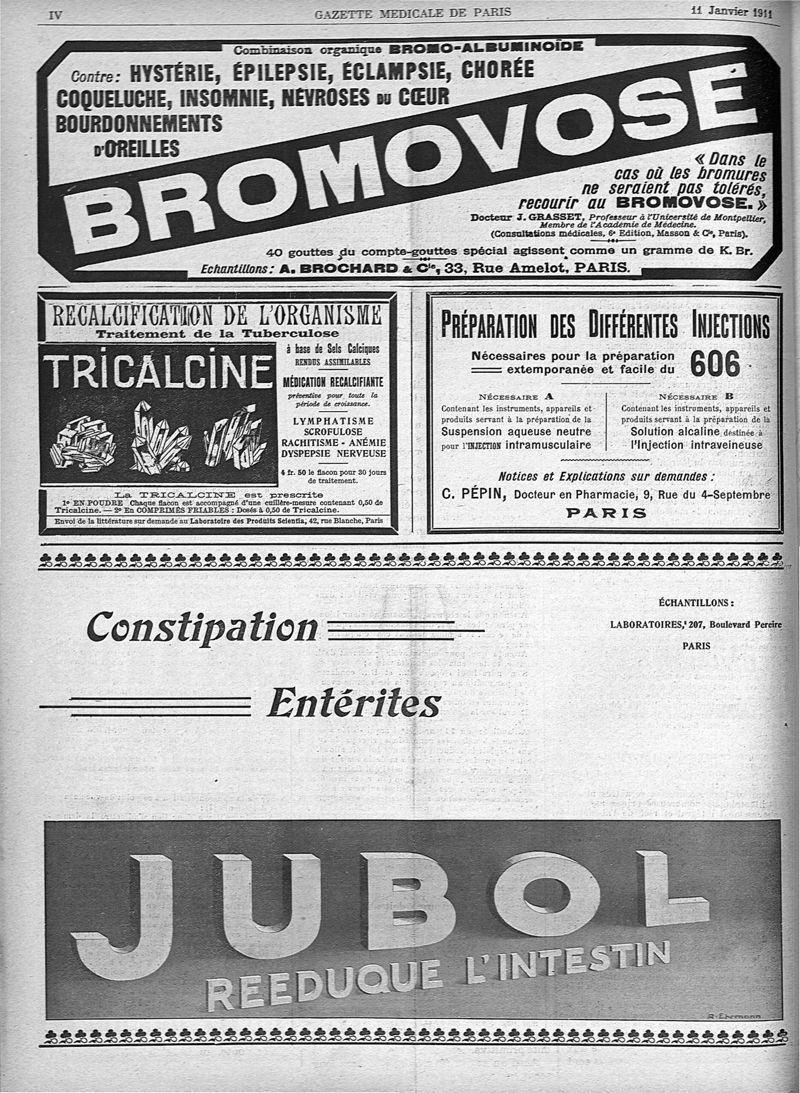 IV
GAZETTE MEDICALE DE PARIS
11 Janvier 1911
Combinaison organique BROMO-ALBUMINOÏDE
Contre: HYSTÉRIE, ÉPILEPSIE, ÉCLAMPSIE, CHORÉE
COQUELUCHE, INSOMNIE, NÉVROSES DU CŒUR
BOURDONNEMENTS
D'OREILLES
BROMOVOSE
« Dans le
cas où les bromures
ne seraient pas tolérés,
recourir au BROMOVOSE. »
Docteur J. GRASSET, Professeur à l'Université de Montpellier,
Membre de l'Académie de Médecine.
(Consultations médicales, 6e Edition, Masson & Cie, Paris).
40 gouttes du compte-gouttes spécial agissent comme un gramme de K. Br.
Echantillons: A. BROCHARD & Cie, 33, Rue Amelot, PARIS.
RECALCIFICATION DE L'ORGANISME
Traitement de la Tuberculose
TRICALCINE
à base de Sels Calciques
RENDUS ASSIMILABLES
MÉDICATION RECALCIFIANTE
préventive pour toute la
période de croissance.
LYMPHATISME
SCROFULOSE
RACHITISME - ANÉMIE
DYSPEPSIE NERVEUSE
4 fr. 50 le flacon pour 30 jours
de traitement.
La TRICALCINE est prescrite
1º EN POUDRE Chaque flacon est accompagné d'une cuillère-mesure contenant 0,50 de
Tricalcine. — 2º En COMPRIMÉS FRIABLES: Dosés à 0,50 de Tricalcine.
Envoi de la littérature sur demande au Laboratoire des Produits Scientia, 42, rue Blanche, Paris
PRÉPARATION DES DIFFÉRENTES INJECTIONS
Nécessaires pour la préparation
extemporanée et facile du 606
NÉCESSAIRE A
Contenant les instruments, appareils et
produits servant à la préparation de la
Suspension aqueuse neutre
pour l'INJECTION intramusculaire
NÉCESSAIRE B
Contenant les instruments, appareils et
produits servant à la préparation de la
Solution alcaline destinée à
l'Injection intraveineuse
Notices et Explications sur demandes :
C. PÉPIN, Docteur en Pharmacie, 9, Rue du 4-Septembre
PARIS
Constipation
Entérites
ÉCHANTILLONS :
LABORATOIRES, 207, Boulevard Pereire
PARIS
JUBOL
REEDUQUE L'INTESTIN
R. Ehrmann